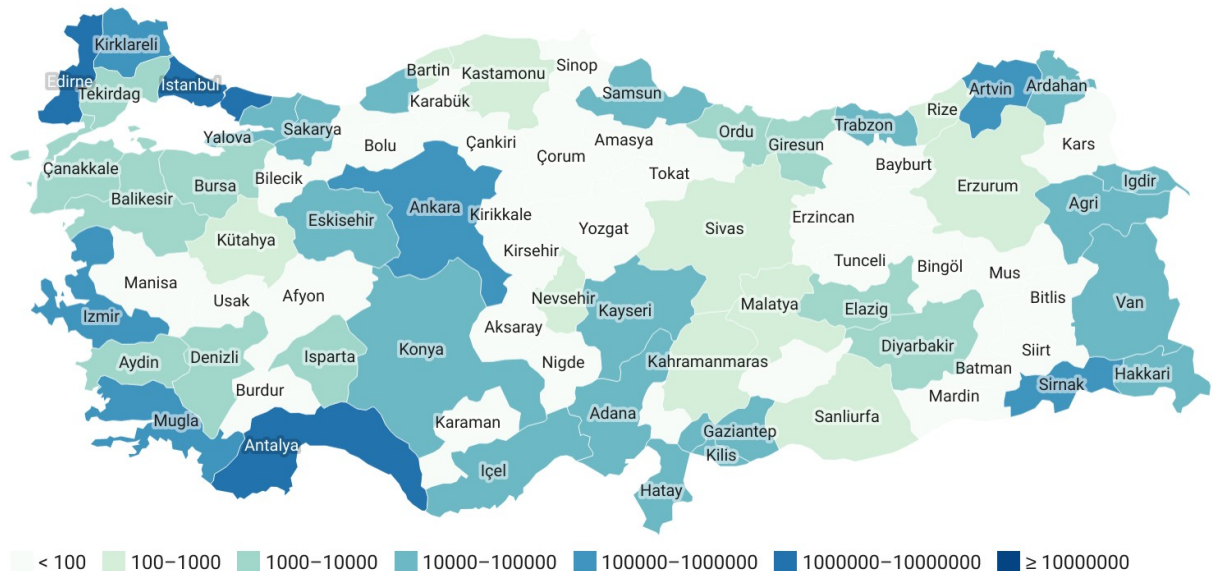 Kirklareli
Edirne
Tekirdag
Istanbul
Bartin
Kastamonu
Sinop
Karabük
Samsun
Artvin
Ardahan
Rize
Trabzon
Ordu
Giresun
Yalova
Sakarya
Bolu
Çankiri
Çorum
Amasya
Tokat
Bayburt
Kars
Çanakkale
Balikesir
Bursa
Bilecik
Eskisehir
Ankara
Kirikkale
Yozgat
Sivas
Erzincan
Erzurum
Agri
Igdir
Kütahya
Kirsehir
Tunceli
Bingöl
Mus
Bitlis
Van
Manisa
Usak
Afyon
Nevsehir
Kayseri
Malatya
Elazig
Izmir
Aksaray
Diyarbakir
Siirt
Batman
Aydin
Denizli
Isparta
Konya
Nigde
Kahramanmaras
Mardin
Sirnak
Hakkari
Burdur
Mugla
Antalya
Karaman
Adana
Gaziantep
Kilis
Sanliurfa
Içel
Hatay
< 100 100–1000 1000–10000 10000–100000 100000–1000000 1000000–10000000 ≥ 10000000